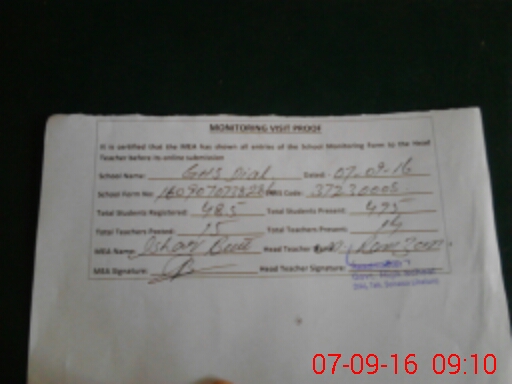 MONITORING VISIT PROOF
It is certified that the MEA has shown all entries of the School Monitoring Form to the Head
Teacher before its online submission
School Name: GHS Dial Dated: 07-09-16
School Form No: Code: 37230005
Total Students Registered: 485 Total Students Present: 475
Total Teachers Posted: 15 Total Teachers Present: 14
MEA Name: Butt Head Teacher
MEA Signature: Head Teacher Signature:
07-09-16 09:10